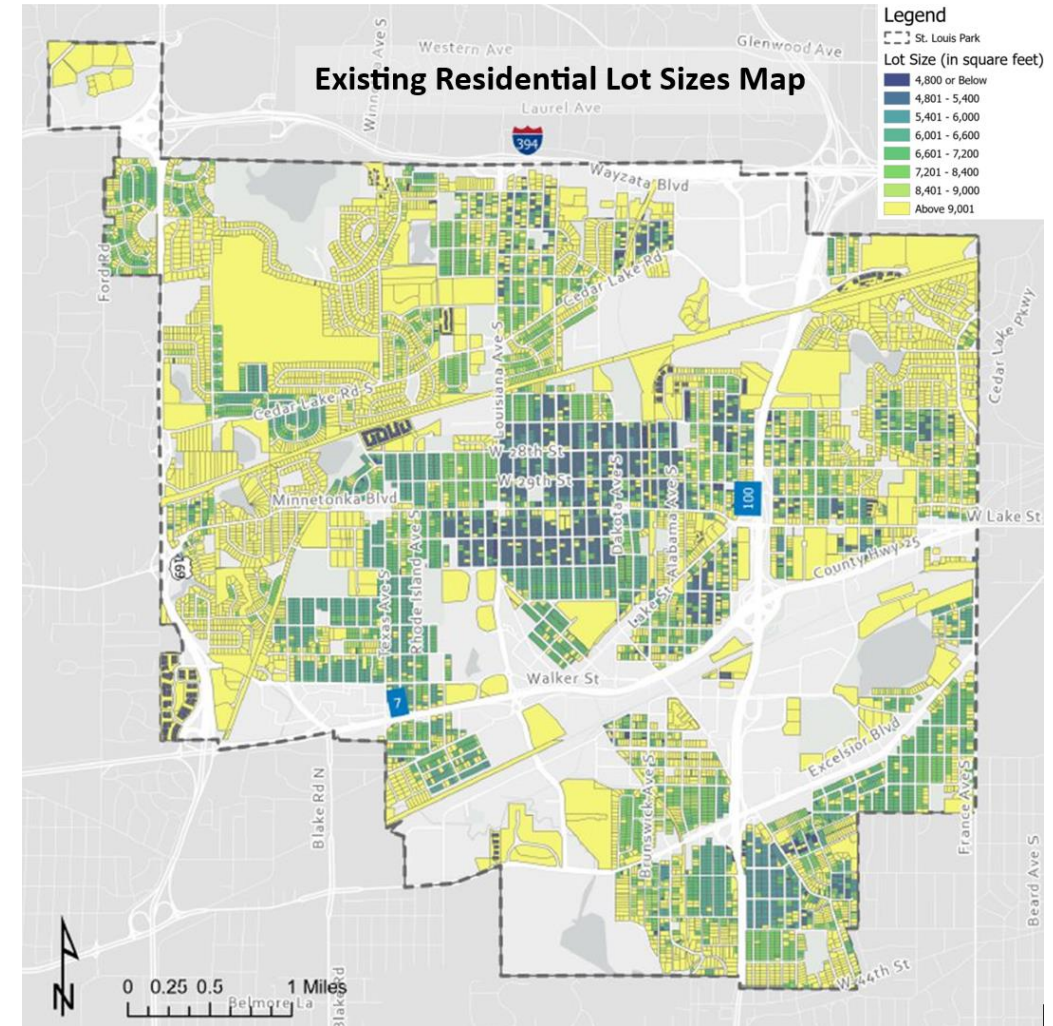 Existing Residential Lot Sizes Map
Legend
St. Louis Park
Lot Size (in square feet)
4,800 or Below
4,801 - 5,400
5,401 - 6,000
6,001 - 6,600
6,601 - 7,200
7,201 - 8,400
8,401 - 9,000
Above 9,001
Western Ave
Glenwood Ave
Laurel Ave
394
Wayzata Blvd
Ford Rd
Cedar Lake Rd
Cedar Lake Pkwy
Louisiana Ave S
Cedar Lake Rd S
W 28th St
W 29th St
Minnetonka Blvd
Dakota Ave S
Alabama Ave S
100
W Lake St
County Hwy 25
169
Texas Ave S
Rhode Island Ave S
Lake St
Walker St
7
Excelsior Blvd
Brunswick Ave S
France Ave S
Blake Rd N
Beard Ave S
W 44th St
N
0 0.25 0.5 1 Miles
Belmore La
Blake Rd